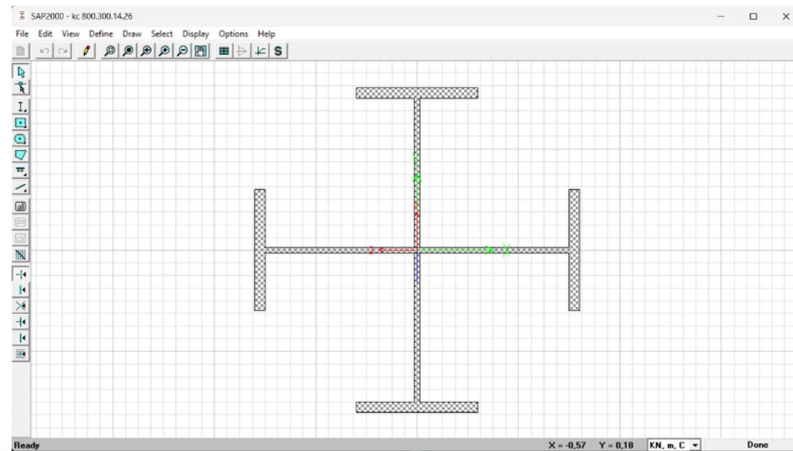 SAP2000 - kc 800.300.14.26
File Edit View Define Draw Select Display Options Help
Ready
X = -0,57 Y = 0,18 KN, m, C Done